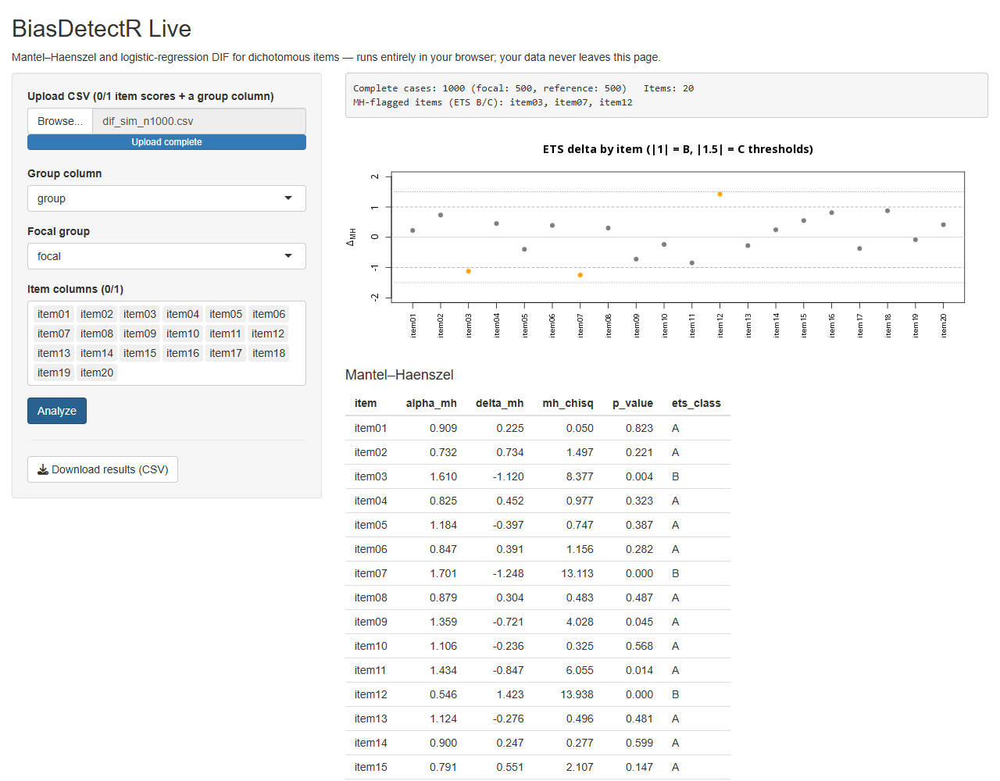 BiasDetectR Live
Mantel–Haenszel and logistic-regression DIF for dichotomous items — runs entirely in your browser; your data never leaves this page.
Upload CSV (0/1 item scores + a group column)
Browse... dif_sim_n1000.csv
Upload complete
Group column
group
Focal group
focal
Item columns (0/1)
item01 item02 item03 item04 item05 item06
item07 item08 item09 item10 item11 item12
item13 item14 item15 item16 item17 item18
item19 item20
Analyze
Download results (CSV)
Complete cases: 1000 (focal: 500, reference: 500)   Items: 20
MH-flagged items (ETS B/C): item03, item07, item12
ETS delta by item (|1| = B, |1.5| = C thresholds)
2
1
0
-1
-2
ΔMH
item01 item02 item03 item04 item05 item06 item07 item08 item09 item10 item11 item12 item13 item14 item15 item16 item17 item18 item19 item20
Mantel–Haenszel
item alpha_mh delta_mh mh_chisq p_value ets_class
item01 0.909 0.225 0.050 0.823 A
item02 0.732 0.734 1.497 0.221 A
item03 1.610 -1.120 8.377 0.004 B
item04 0.825 0.452 0.977 0.323 A
item05 1.184 -0.397 0.747 0.387 A
item06 0.847 0.391 1.156 0.282 A
item07 1.701 -1.248 13.113 0.000 B
item08 0.879 0.304 0.483 0.487 A
item09 1.359 -0.721 4.028 0.045 A
item10 1.106 -0.236 0.325 0.568 A
item11 1.434 -0.847 6.055 0.014 A
item12 0.546 1.423 13.938 0.000 B
item13 1.124 -0.276 0.496 0.481 A
item14 0.900 0.247 0.277 0.599 A
item15 0.791 0.551 2.107 0.147 A